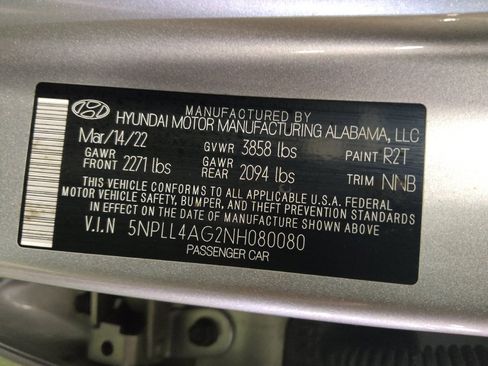 MANUFACTURED BY
HYUNDAI MOTOR MANUFACTURING ALABAMA, LLC
Mar/14/22 GVWR 3858 lbs PAINT R2T
GAWR FRONT 2271 lbs GAWR REAR 2094 lbs TRIM NNB
THIS VEHICLE CONFORMS TO ALL APPLICABLE U.S.A. FEDERAL
MOTOR VEHICLE SAFETY, BUMPER, AND THEFT PREVENTION STANDARDS
IN EFFECT ON THE DATE OF MANUFACTURE SHOWN ABOVE.
V.I.N 5NPLL4AG2NH080080
PASSENGER CAR